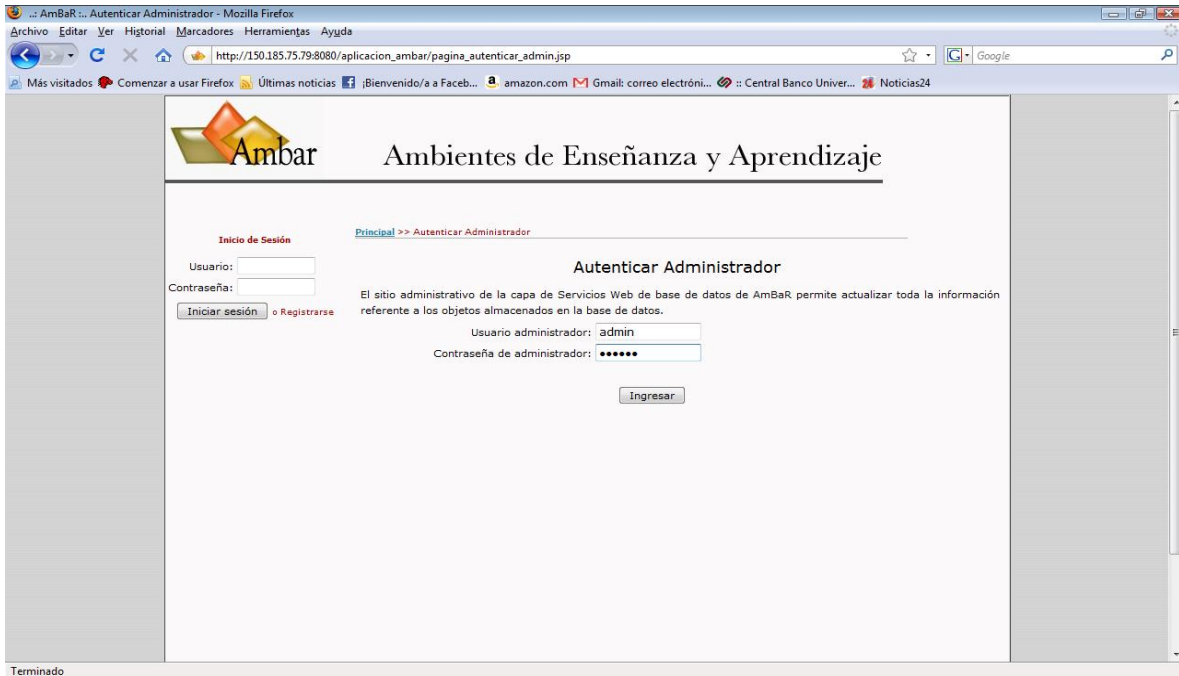 ..: AmBaR :.. Autenticar Administrador - Mozilla Firefox
Archivo Editar Ver Historial Marcadores Herramientas Ayuda
http://150.185.75.79:8080/aplicacion_ambar/pagina_autenticar_admin.jsp
G Google
Más visitados Comenzar a usar Firefox Últimas noticias ¡Bienvenido/a a Faceb... amazon.com Gmail: correo electróni... :: Central Banco Univer... Noticias24
Ambar
Ambientes de Enseñanza y Aprendizaje
Inicio de Sesión
Usuario:
Contraseña:
Iniciar sesión o Registrarse
Principal >> Autenticar Administrador
Autenticar Administrador
El sitio administrativo de la capa de Servicios Web de base de datos de AmBaR permite actualizar toda la información
referente a los objetos almacenados en la base de datos.
Usuario administrador: admin
Contraseña de administrador: ••••••
Ingresar
Terminado